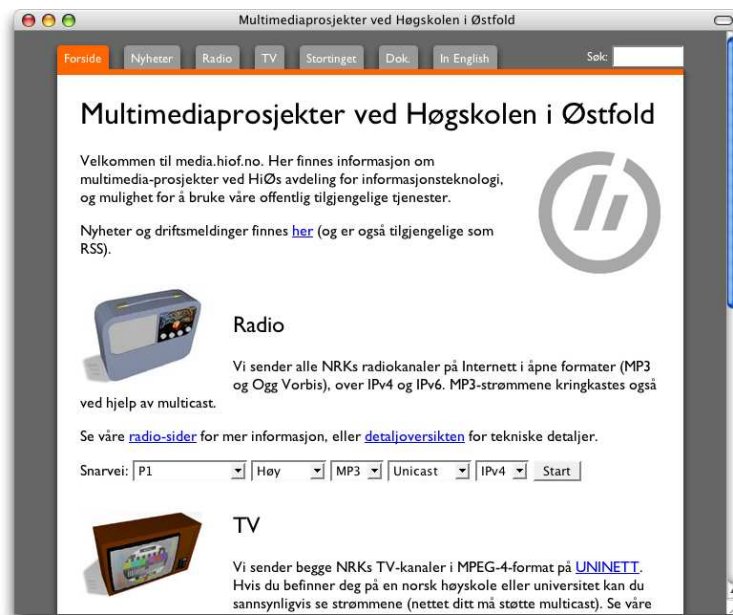 Multimediaprosjekter ved Høgskolen i Østfold
Forside Nyheter Radio TV Stortinget Dok. In English Søk:
Multimediaprosjekter ved Høgskolen i Østfold
Velkommen til media.hiof.no. Her finnes informasjon om
multimedia-prosjekter ved HiØs avdeling for informasjonsteknologi,
og mulighet for å bruke våre offentlig tilgjengelige tjenester.
Nyheter og driftsmeldinger finnes her (og er også tilgjengelige som
RSS).
Radio
Vi sender alle NRKs radiokanaler på Internett i åpne formater (MP3
og Ogg Vorbis), over IPv4 og IPv6. MP3-strømmene kringkastes også
ved hjelp av multicast.
Se våre radio-sider for mer informasjon, eller detaljoversikten for tekniske detaljer.
Snarvei: P1 Høy MP3 Unicast IPv4 Start
TV
Vi sender begge NRKs TV-kanaler i MPEG-4-format på UNINETT.
Hvis du befinner deg på en norsk høyskole eller universitet kan du
sannsynligvis se strømmene (nettet ditt må støtte multicast). Se våre